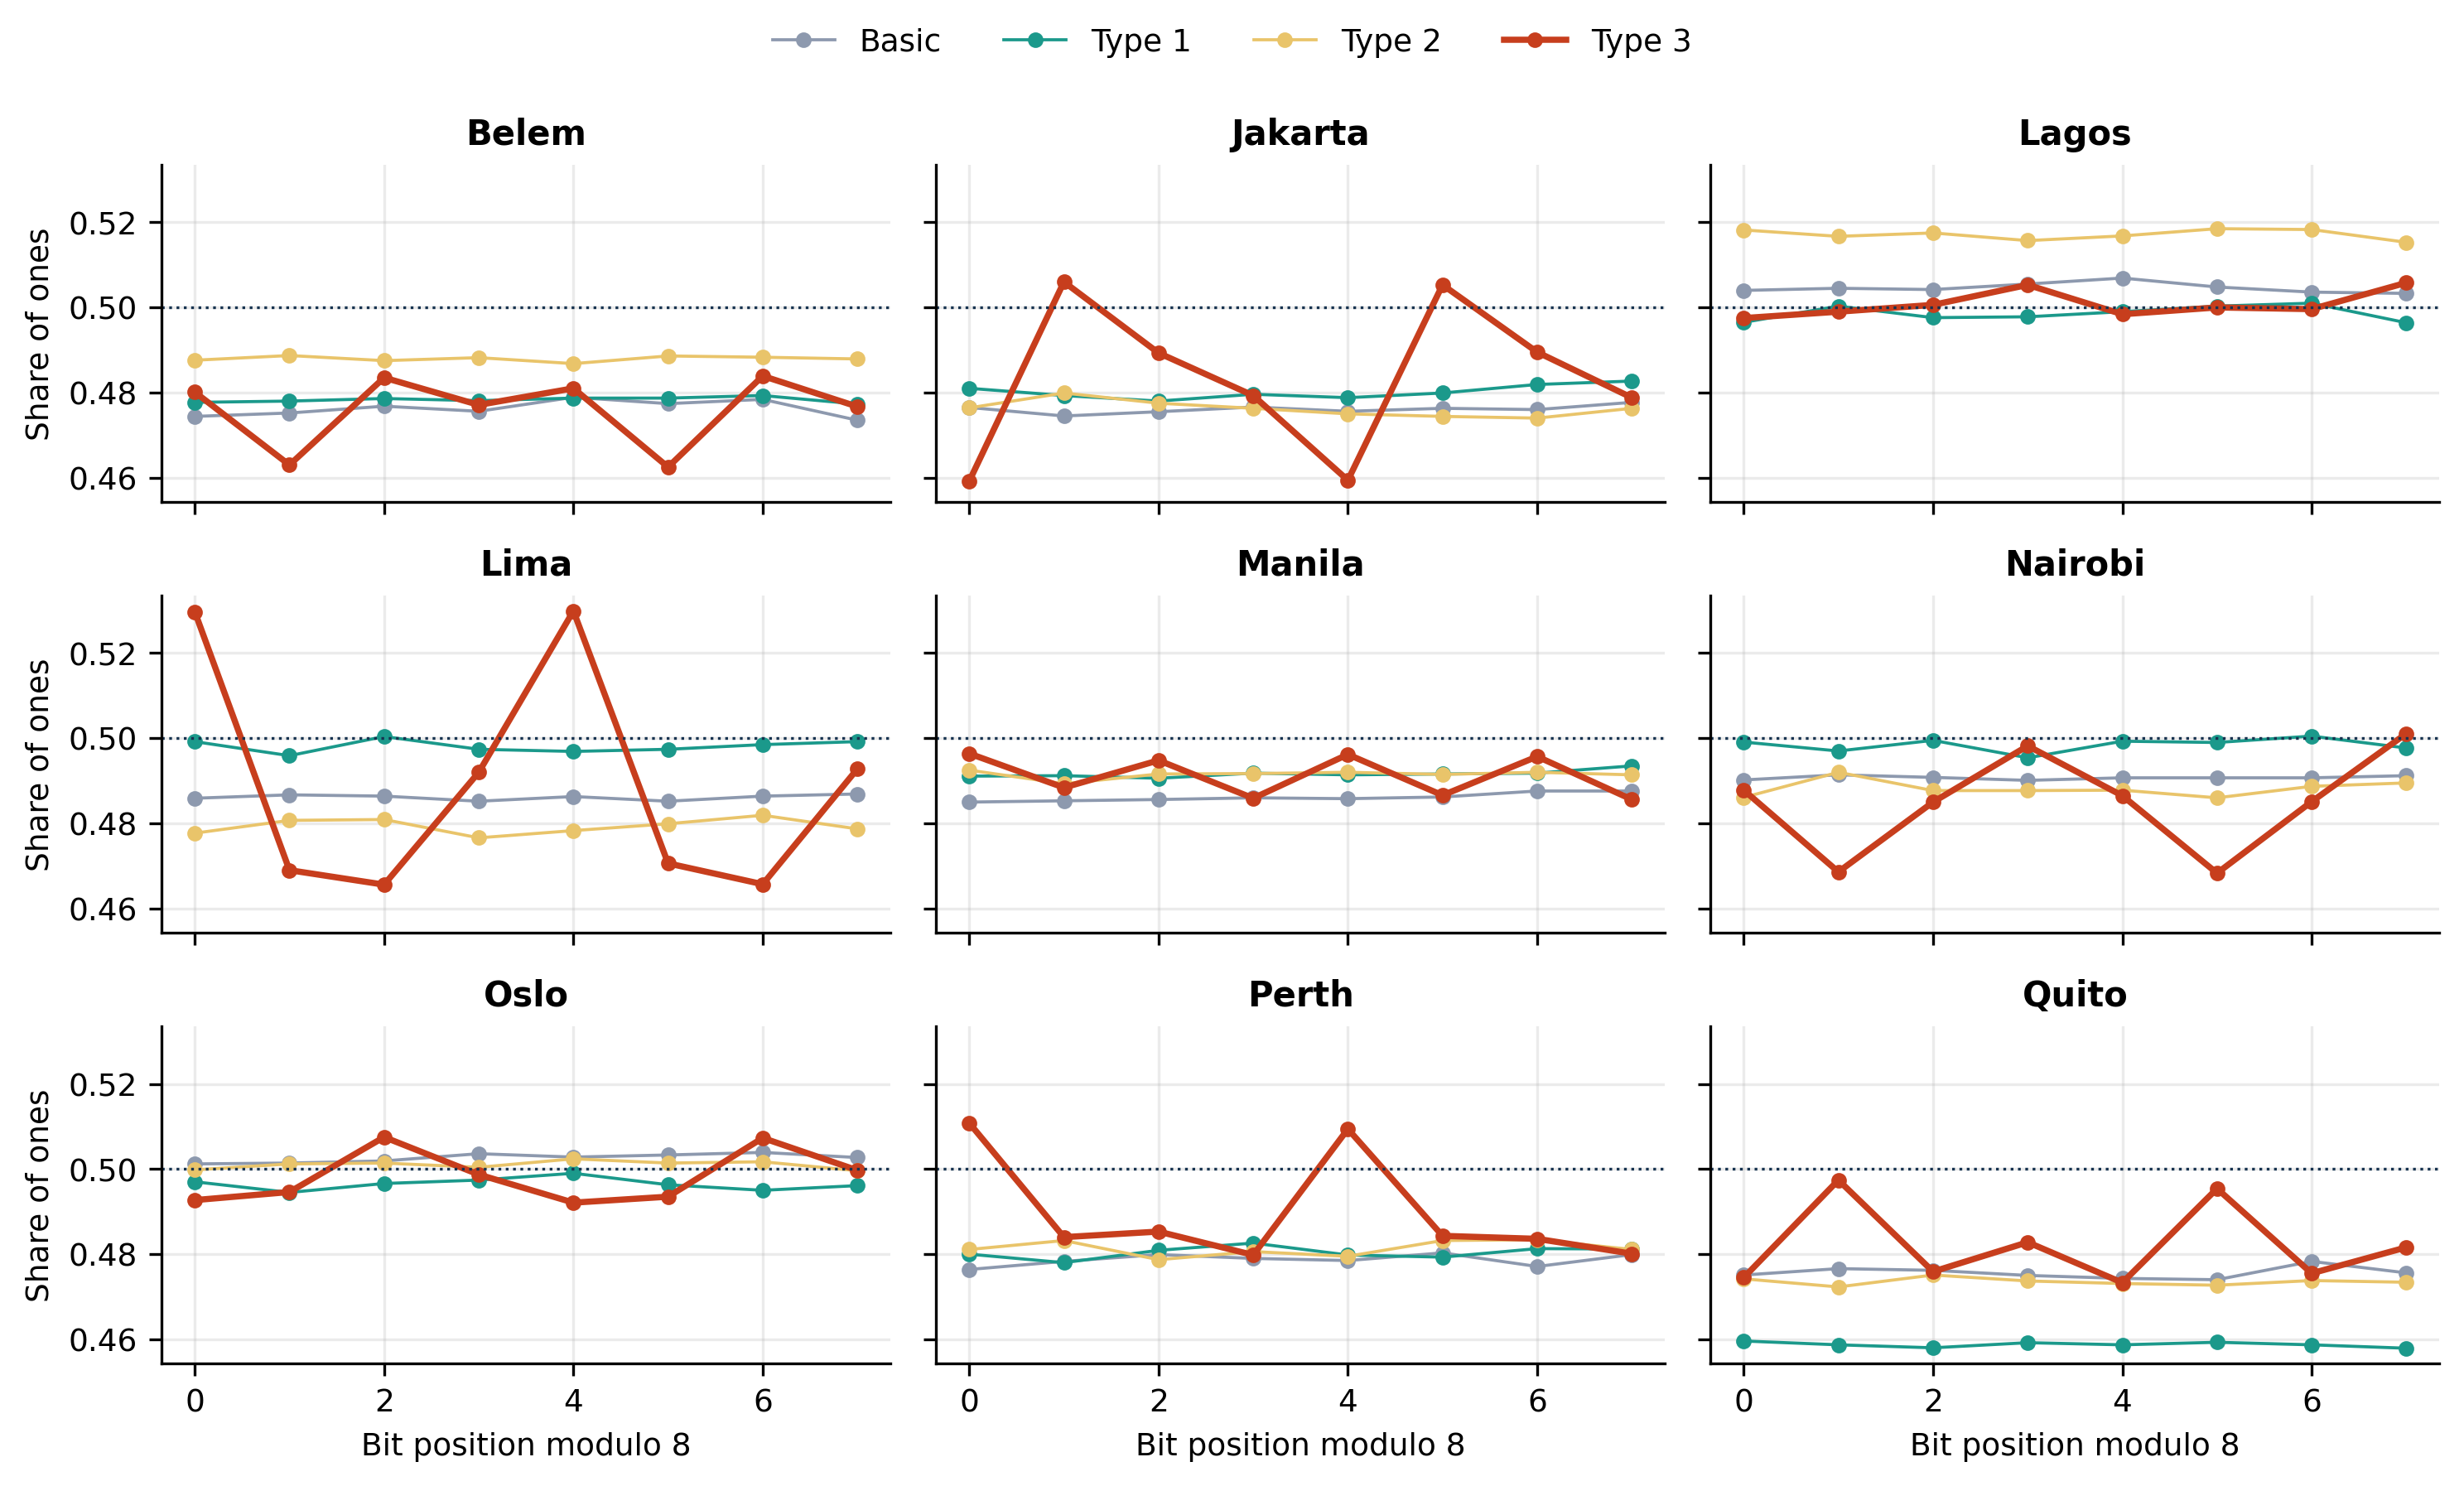 Basic Type 1 Type 2 Type 3
Belem Jakarta Lagos
Share of ones
0.52
0.50
0.48
0.46
Lima Manila Nairobi
Share of ones
0.52
0.50
0.48
0.46
Oslo Perth Quito
Share of ones
0.52
0.50
0.48
0.46
0 2 4 6 0 2 4 6 0 2 4 6
Bit position modulo 8 Bit position modulo 8 Bit position modulo 8